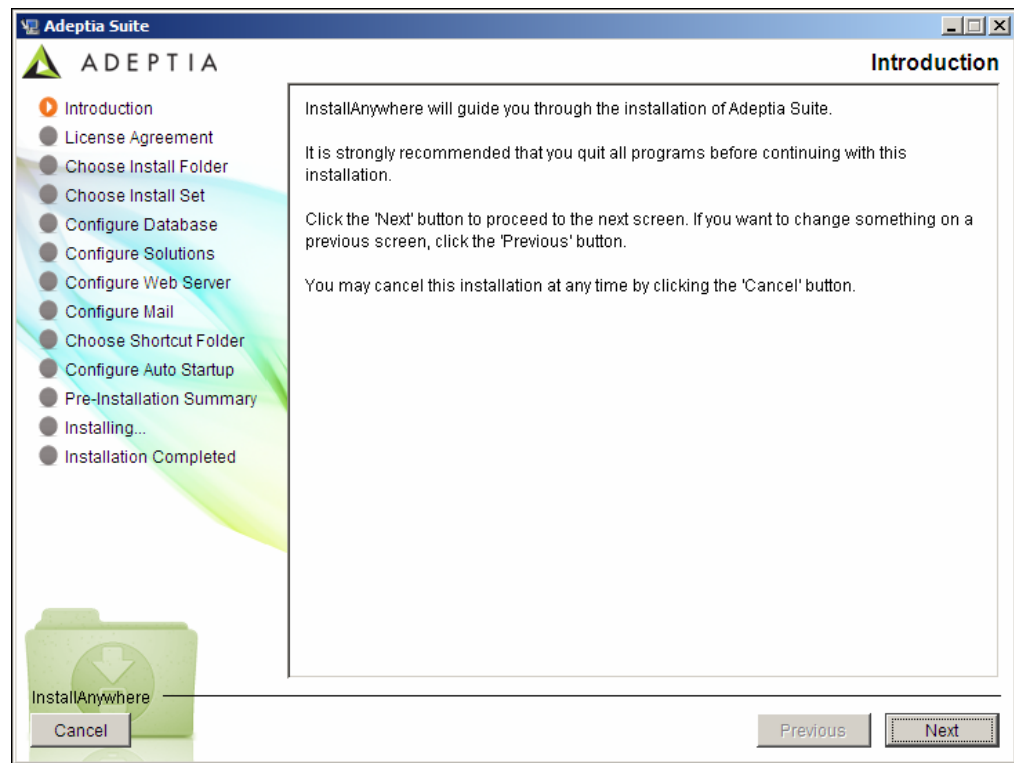 Adeptia Suite
ADEPTIA
Introduction
Introduction
License Agreement
Choose Install Folder
Choose Install Set
Configure Database
Configure Solutions
Configure Web Server
Configure Mail
Choose Shortcut Folder
Configure Auto Startup
Pre-Installation Summary
Installing...
Installation Completed
InstallAnywhere will guide you through the installation of Adeptia Suite.
It is strongly recommended that you quit all programs before continuing with this
installation.
Click the 'Next' button to proceed to the next screen. If you want to change something on a
previous screen, click the 'Previous' button.
You may cancel this installation at any time by clicking the 'Cancel' button.
InstallAnywhere
Cancel
Previous
Next